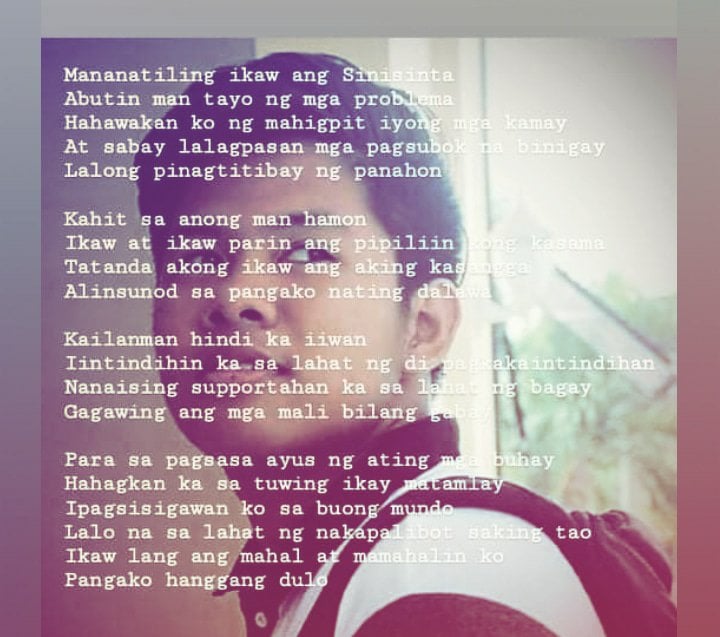 Mananatiling ikaw ang Sinisinta
Abutin man tayo ng mga problema
Hahawakan ko ng mahigpit iyong mga kamay
At sabay lalagpasan mga pagsubok na binigay
Lalong pinagtitibay ng panahon
Kahit sa anong man hamon
Ikaw at ikaw parin ang pipiliin kong kasama
Tatanda akong ikaw ang aking kasangga
Alinsunod sa pangako nating dalawa
Kailanman hindi ka iiwan
Iintindihin ka sa lahat ng di pagkakaintindihan
Nanaising supportahan ka sa lahat ng bagay
Gagawing ang mga mali bilang gabay
Para sa pagsasa ayus ng ating mga buhay
Hahagkan ka sa tuwing ikay matamlay
Ipagsisigawan ko sa buong mundo
Lalo na sa lahat ng nakapalibot saking tao
Ikaw lang ang mahal at mamahalin ko
Pangako hanggang dulo